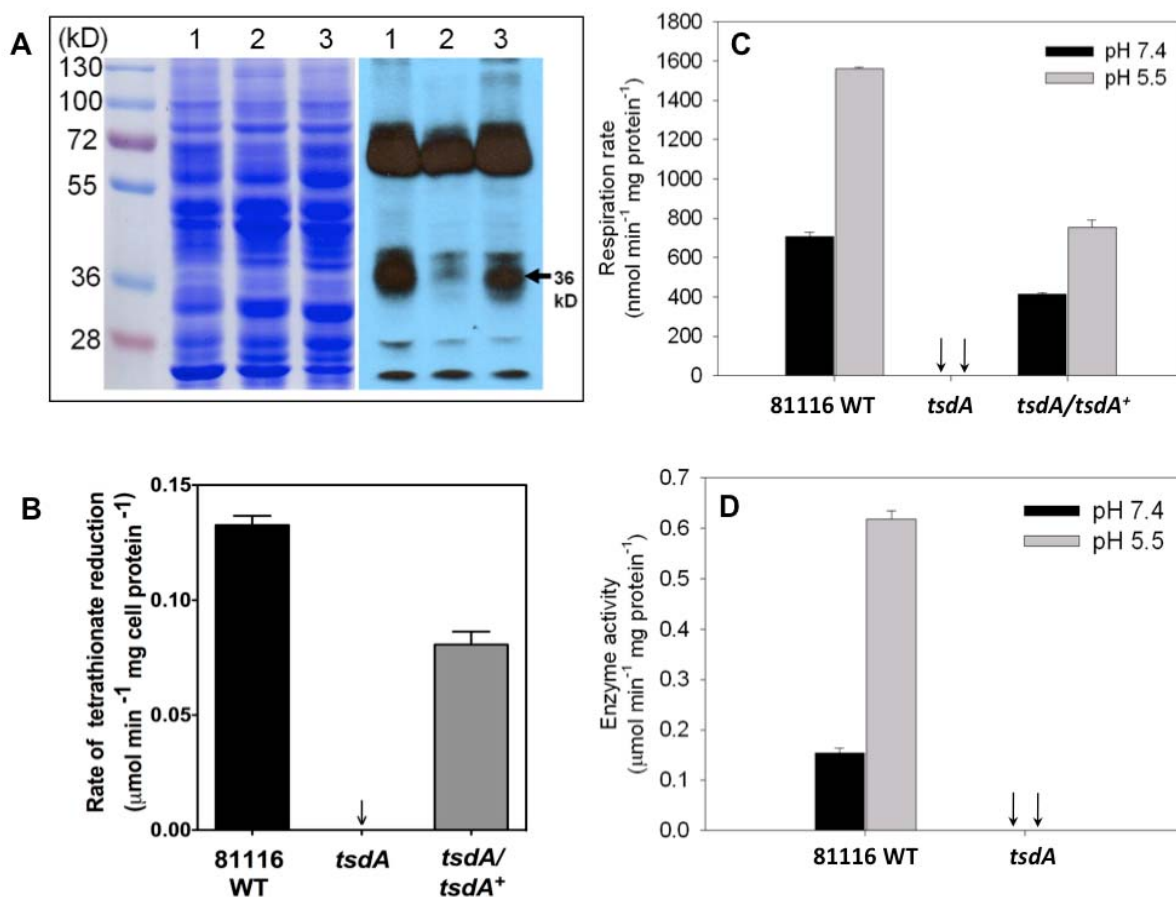 A
(kD)
1 2 3
1 2 3
130
100
72
55
36
28
36
kD
B
Rate of tetrathionate reduction
(μmol min⁻¹ mg cell protein⁻¹)
0.15
0.10
0.05
0.00
81116
WT
tsdA
tsdA/
tsdA⁺
C
Respiration rate
(nmol min⁻¹ mg protein⁻¹)
1800
1600
1400
1200
1000
800
600
400
200
0
pH 7.4
pH 5.5
81116 WT
tsdA
tsdA/tsdA⁺
D
Enzyme activity
(μmol min⁻¹ mg protein⁻¹)
0.7
0.6
0.5
0.4
0.3
0.2
0.1
0.0
pH 7.4
pH 5.5
81116 WT
tsdA